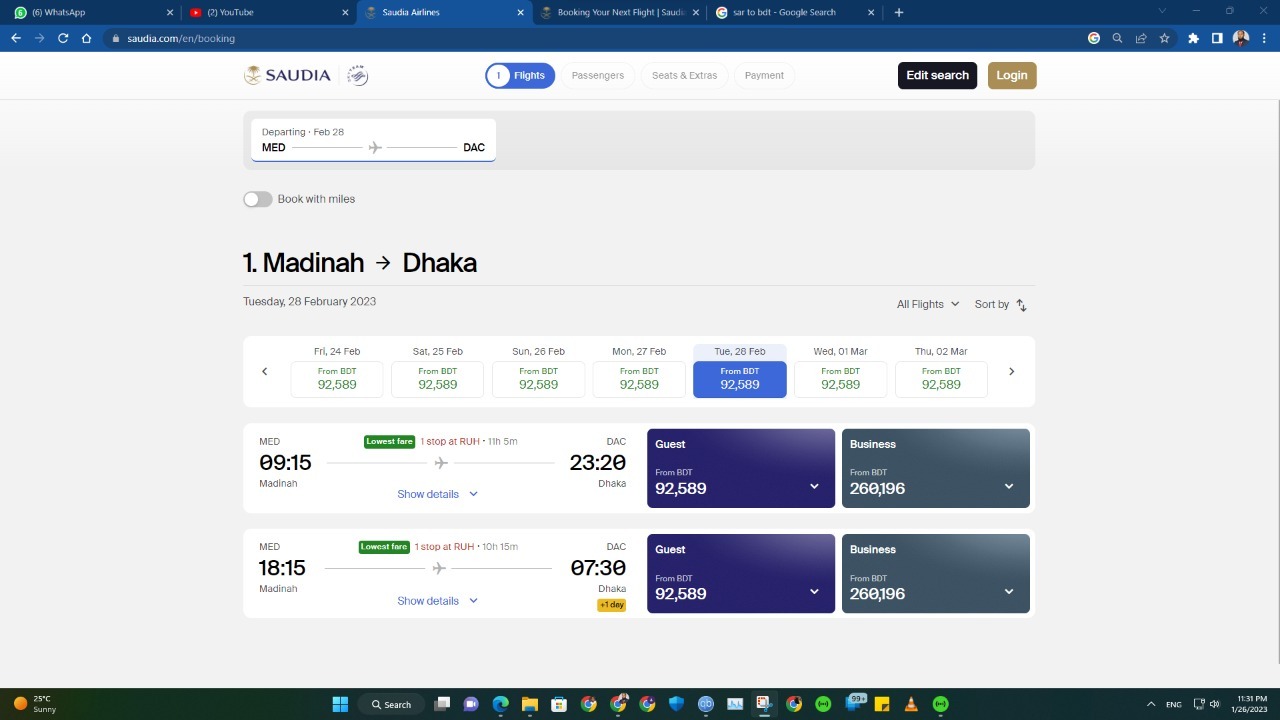 (6) WhatsApp
(2) YouTube
Saudia Airlines
Booking Your Next Flight | Saudi
sar to bdt - Google Search
saudia.com/en/booking
SAUDIA
1 Flights
Passengers
Seats & Extras
Payment
Edit search
Login
Departing · Feb 28
MED DAC
Book with miles
1. Madinah → Dhaka
Tuesday, 28 February 2023
All Flights
Sort by
Fri, 24 Feb Sat, 25 Feb Sun, 26 Feb Mon, 27 Feb Tue, 28 Feb Wed, 01 Mar Thu, 02 Mar
From BDT From BDT From BDT From BDT From BDT From BDT From BDT
92,589 92,589 92,589 92,589 92,589 92,589 92,589
MED Lowest fare 1 stop at RUH · 11h 5m DAC
09:15 23:20
Madinah Dhaka
Show details
Guest
From BDT
92,589
Business
From BDT
260,196
MED Lowest fare 1 stop at RUH · 10h 15m DAC
18:15 07:30
Madinah Dhaka
Show details +1 day
Guest
From BDT
92,589
Business
From BDT
260,196
25°C
Sunny
Search
99+
ENG
11:31 PM
1/26/2023